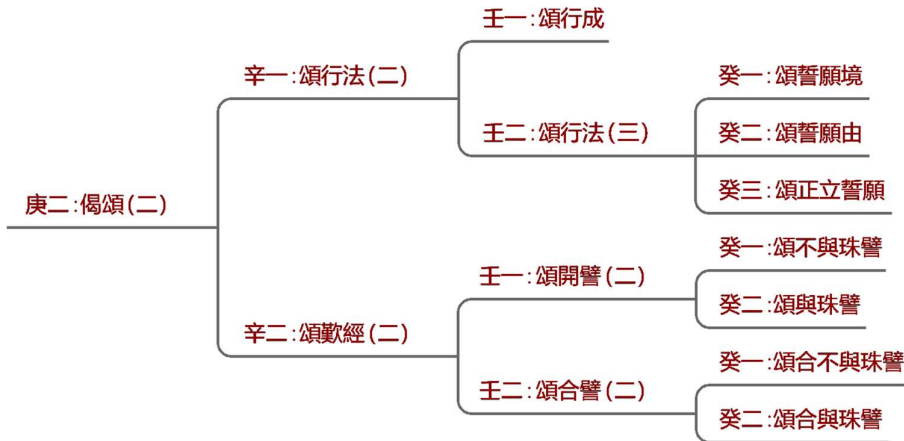 庚二:偈頌(二)
辛一:頌行法(二)
壬一:頌行成
壬二:頌行法(三)
癸一:頌誓願境
癸二:頌誓願由
癸三:頌正立誓願
辛二:頌歎經(二)
壬一:頌開譬(二)
癸一:頌不與珠譬
癸二:頌與珠譬
壬二:頌合譬(二)
癸一:頌合不與珠譬
癸二:頌合與珠譬